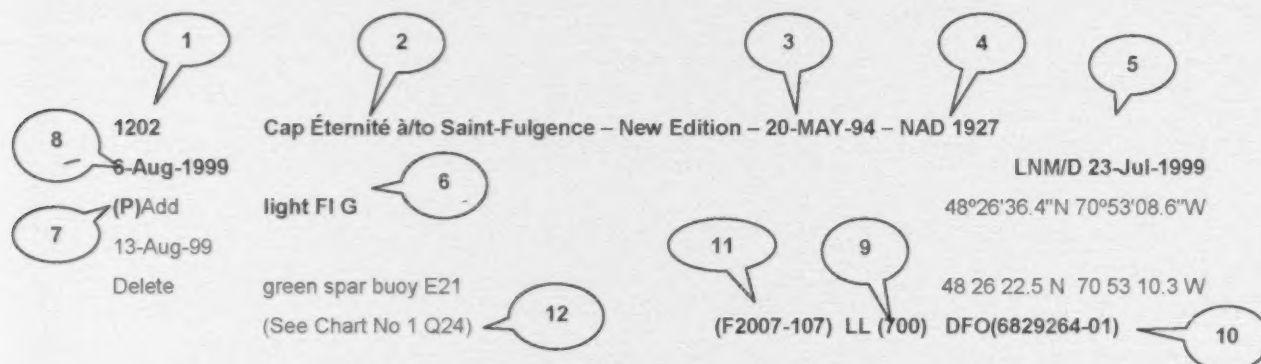 1 2 3 4 5
1202 Cap Éternité à/to Saint-Fulgence – New Edition – 20-MAY-94 – NAD 1927
8
6-Aug-1999 LNM/D 23-Jul-1999
6
(P)Add light Fl G 48º26'36.4"N 70º53'08.6"W
7
13-Aug-99 11 9
Delete green spar buoy E21 48 26 22.5 N 70 53 10.3 W
(See Chart No 1 Q24) 12 (F2007-107) LL (700) DFO(6829264-01) 10